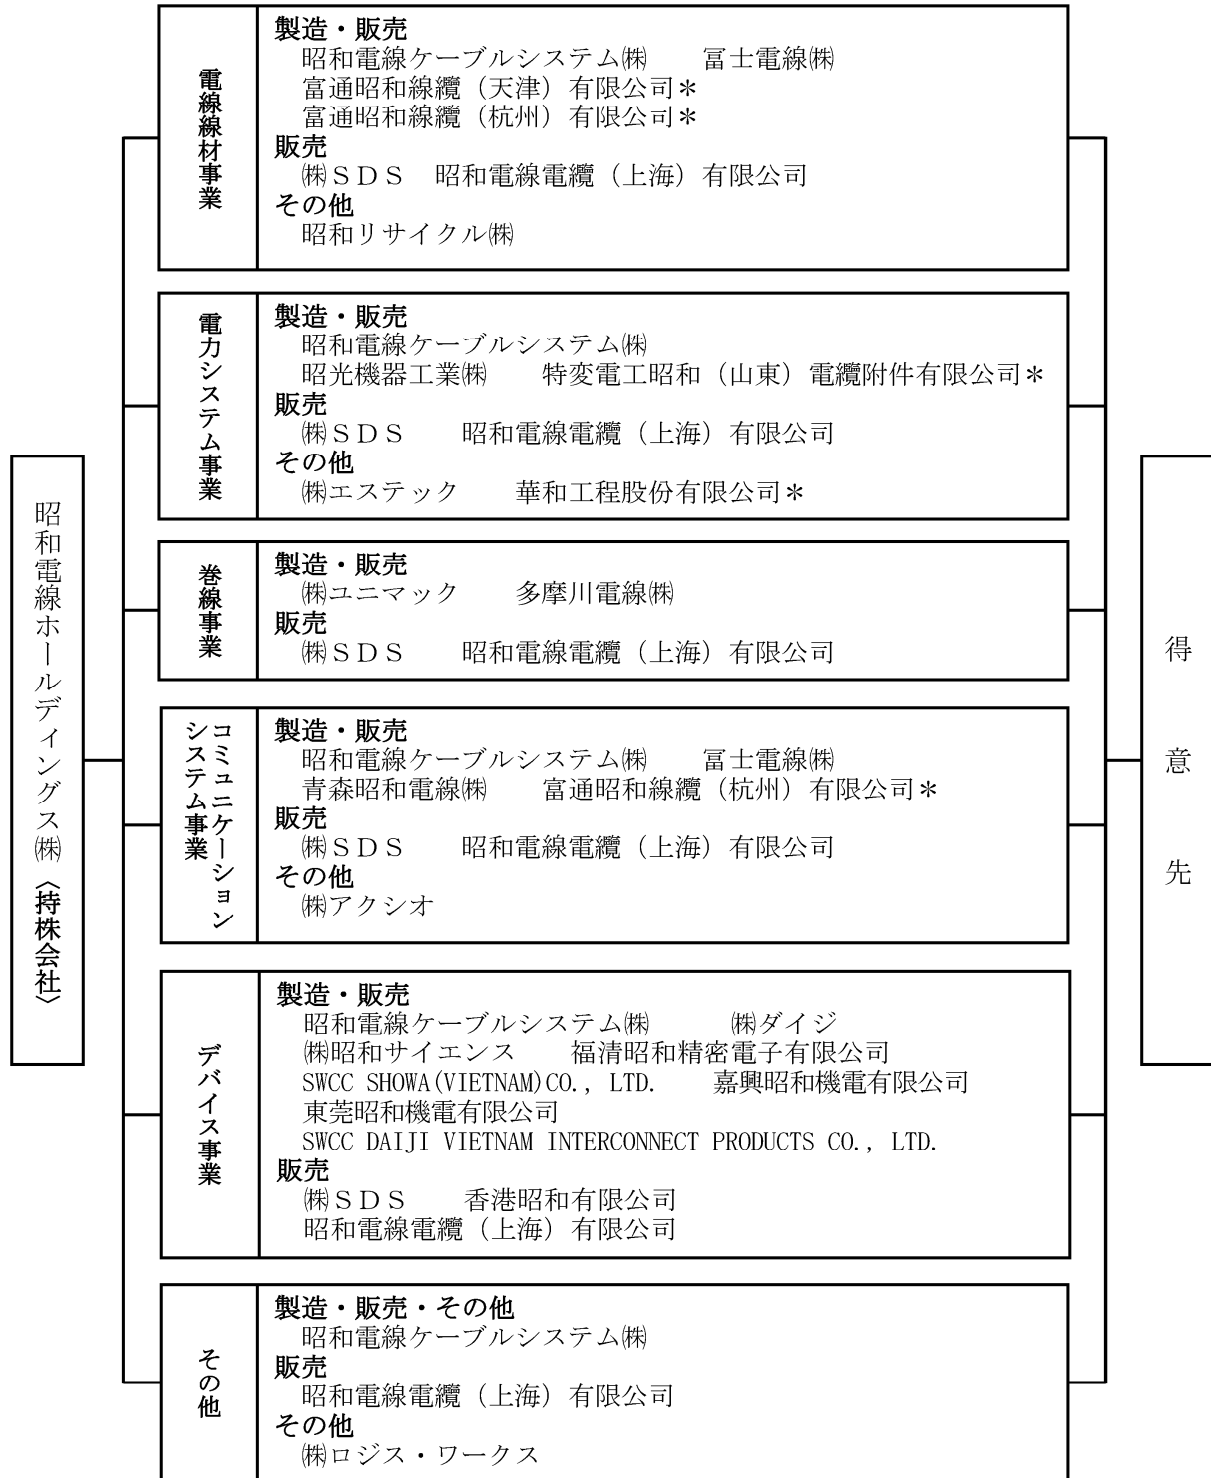 昭和電線ホールディングス㈱〈持株会社〉
電線線材事業
製造・販売
昭和電線ケーブルシステム㈱　　冨士電線㈱
富通昭和線纜（天津）有限公司＊
富通昭和線纜（杭州）有限公司＊
販売
㈱ＳＤＳ　昭和電線電纜（上海）有限公司
その他
昭和リサイクル㈱
電力システム事業
製造・販売
昭和電線ケーブルシステム㈱
昭光機器工業㈱　　特変電工昭和（山東）電纜附件有限公司＊
販売
㈱ＳＤＳ　　昭和電線電纜（上海）有限公司
その他
㈱エステック　　華和工程股份有限公司＊
巻線事業
製造・販売
㈱ユニマック　　多摩川電線㈱
販売
㈱ＳＤＳ　　昭和電線電纜（上海）有限公司
コミュニケーション
システム事業
製造・販売
昭和電線ケーブルシステム㈱　　冨士電線㈱
青森昭和電線㈱　　富通昭和線纜（杭州）有限公司＊
販売
㈱ＳＤＳ　　昭和電線電纜（上海）有限公司
その他
㈱アクシオ
デバイス事業
製造・販売
昭和電線ケーブルシステム㈱　　　㈱ダイジ
㈱昭和サイエンス　　福清昭和精密電子有限公司
SWCC SHOWA(VIETNAM)CO., LTD.　　嘉興昭和機電有限公司
東莞昭和機電有限公司
SWCC DAIJI VIETNAM INTERCONNECT PRODUCTS CO., LTD.
販売
㈱ＳＤＳ　　香港昭和有限公司
昭和電線電纜（上海）有限公司
その他
製造・販売・その他
昭和電線ケーブルシステム㈱
販売
昭和電線電纜（上海）有限公司
その他
㈱ロジス・ワークス
得意先